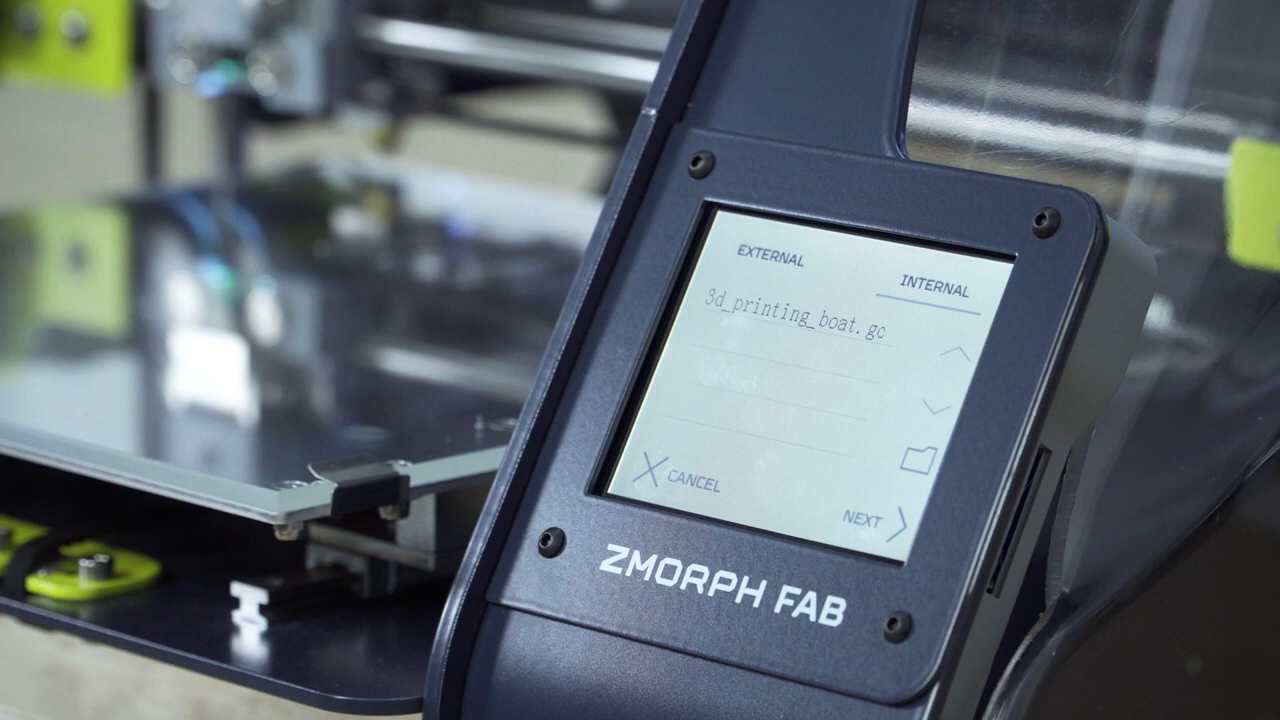 EXTERNAL
INTERNAL
3d_printing_boat.gc
CANCEL
NEXT
ZMORPH FAB